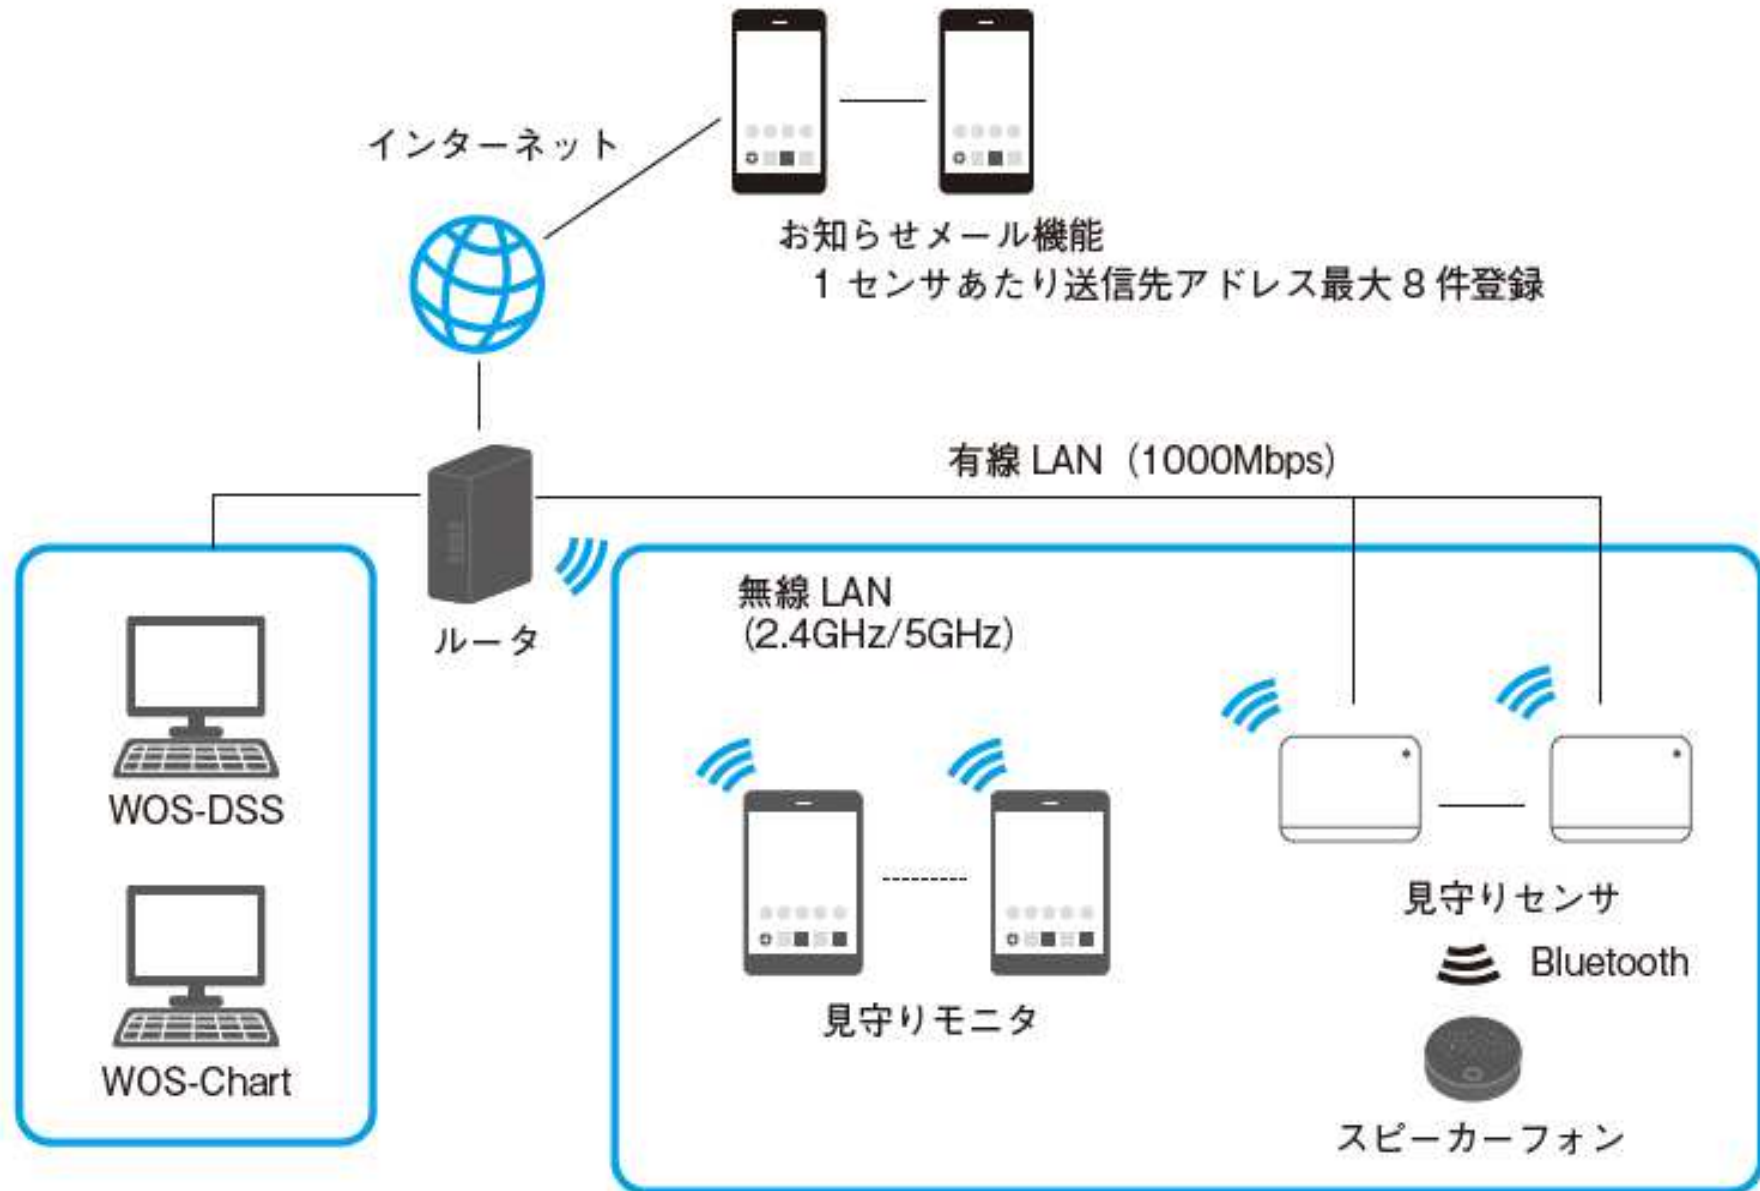 インターネット
お知らせメール機能
1 センサあたり送信先アドレス最大 8 件登録
有線 LAN（1000Mbps）
ルータ
無線 LAN
(2.4GHz/5GHz)
WOS-DSS
WOS-Chart
見守りモニタ
見守りセンサ
Bluetooth
スピーカーフォン